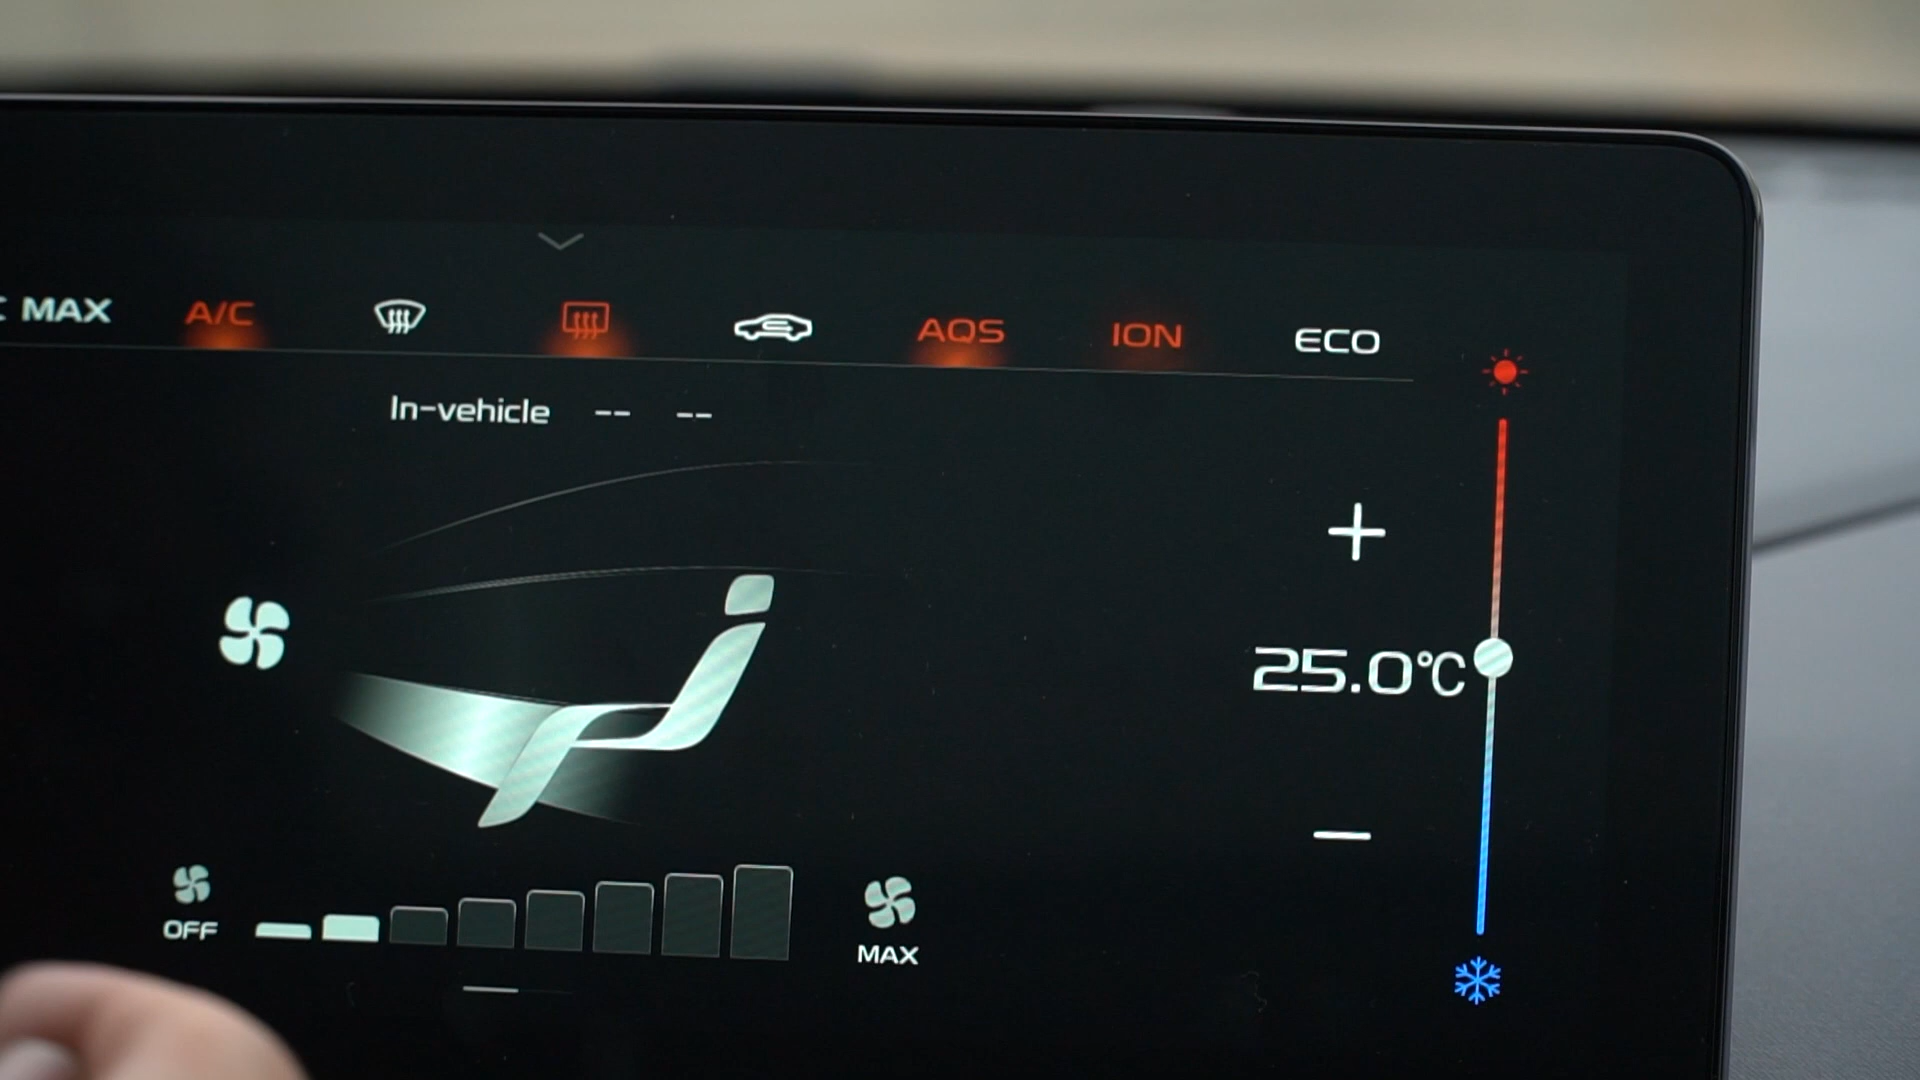 MAX A/C AQS ION ECO
In-vehicle -- --
25.0°C
OFF MAX